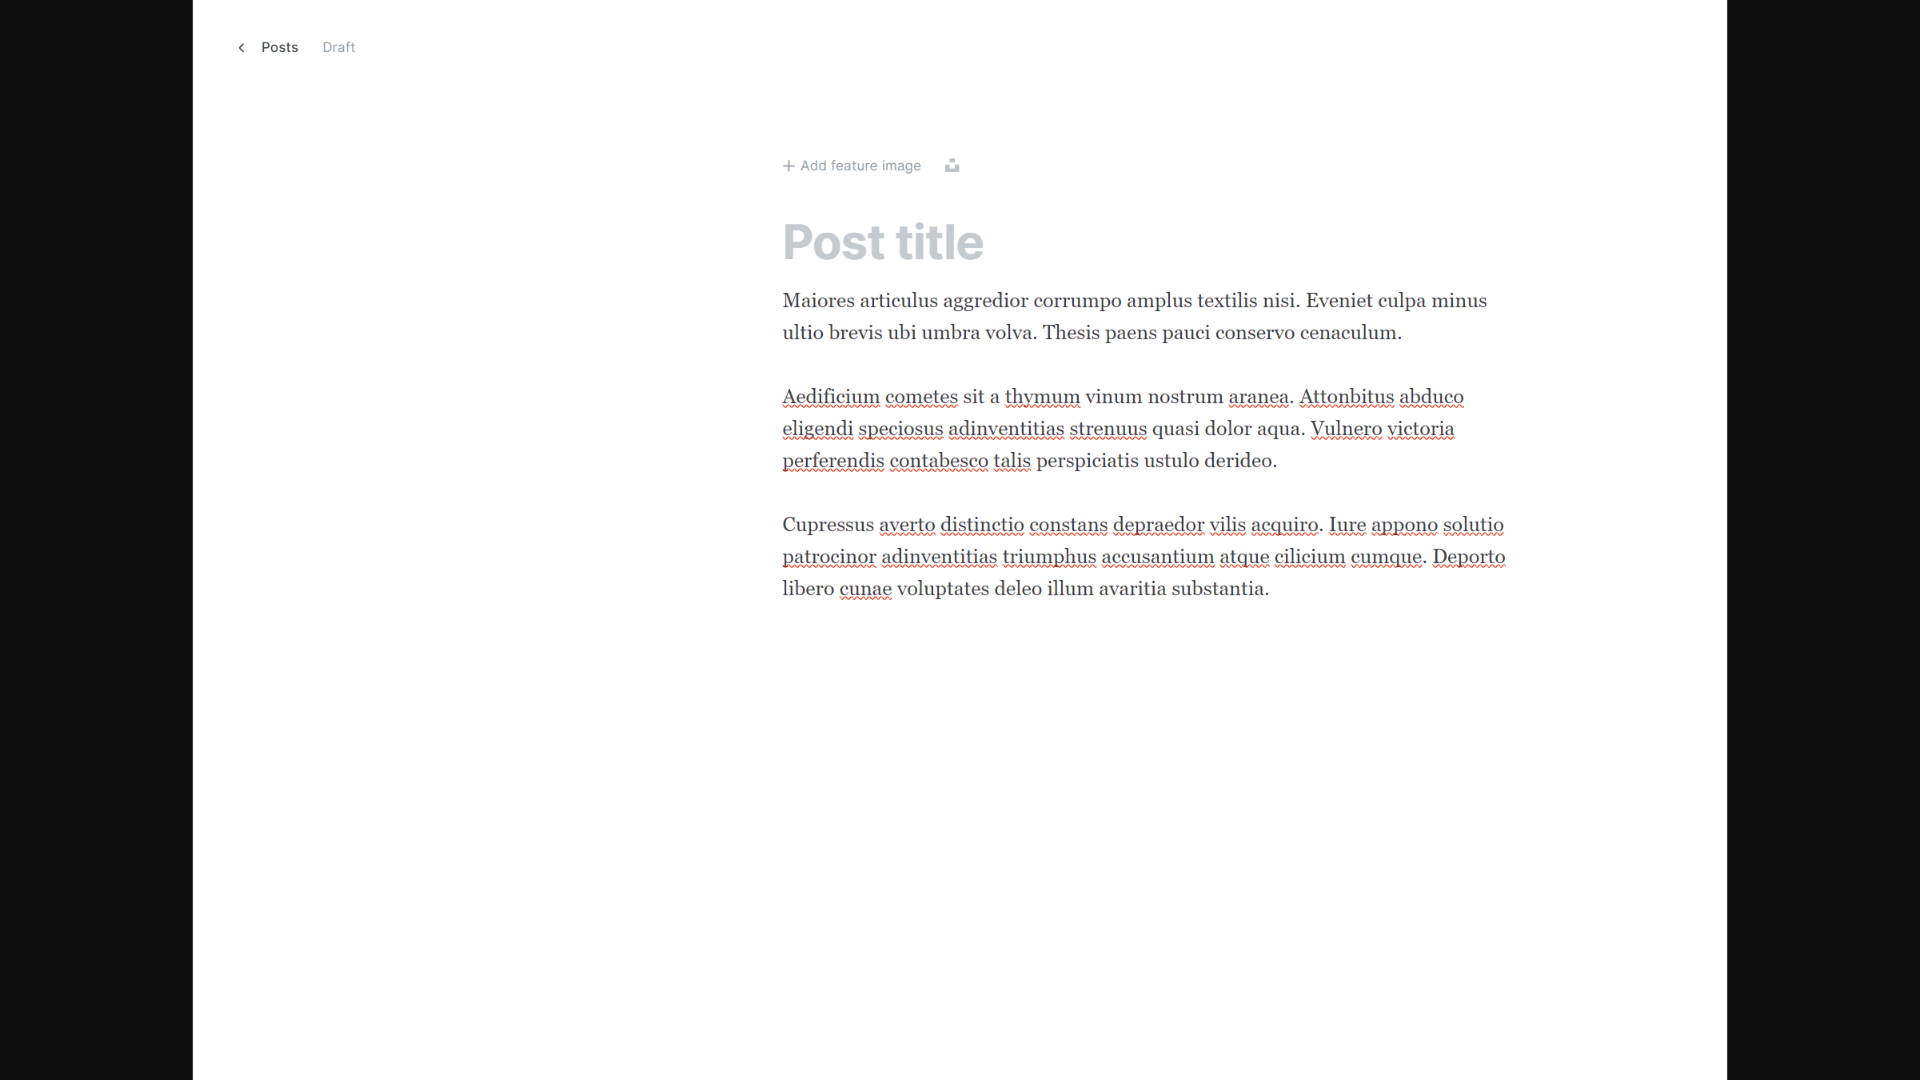 Posts Draft
Add feature image
Post title
Maiores articulus aggredior corrumpo amplus textilis nisi. Eveniet culpa minus
ultio brevis ubi umbra volva. Thesis paens pauci conservo cenaculum.
Aedificium cometes sit a thymum vinum nostrum aranea. Attonbitus abduco
eligendi speciosus adinventitias strenuus quasi dolor aqua. Vulnero victoria
perferendis contabesco talis perspiciatis ustulo derideo.
Cupressus averto distinctio constans depraedor vilis acquiro. Iure appono solutio
patrocinor adinventitias triumphus accusantium atque cilicium cumque. Deporto
libero cunae voluptates deleo illum avaritia substantia.